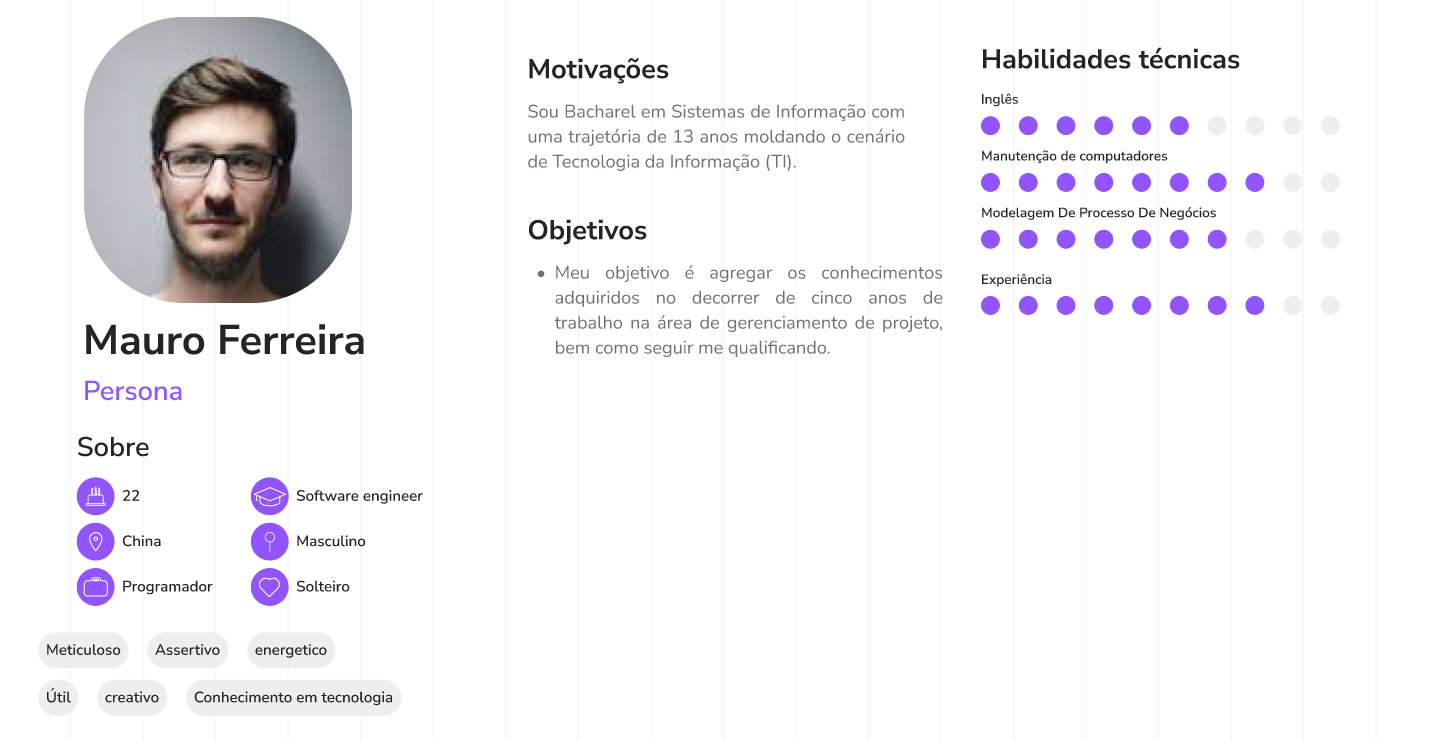 Mauro Ferreira
Persona
Sobre
22
Software engineer
China
Masculino
Programador
Solteiro
Meticuloso
Assertivo
energetico
Útil
creativo
Conhecimento em tecnologia
Motivações
Sou Bacharel em Sistemas de Informação com
uma trajetória de 13 anos moldando o cenário
de Tecnologia da Informação (TI).
Objetivos
• Meu objetivo é agregar os conhecimentos
adquiridos no decorrer de cinco anos de
trabalho na área de gerenciamento de projeto,
bem como seguir me qualificando.
Habilidades técnicas
Inglês
Manutenção de computadores
Modelagem De Processo De Negócios
Experiência